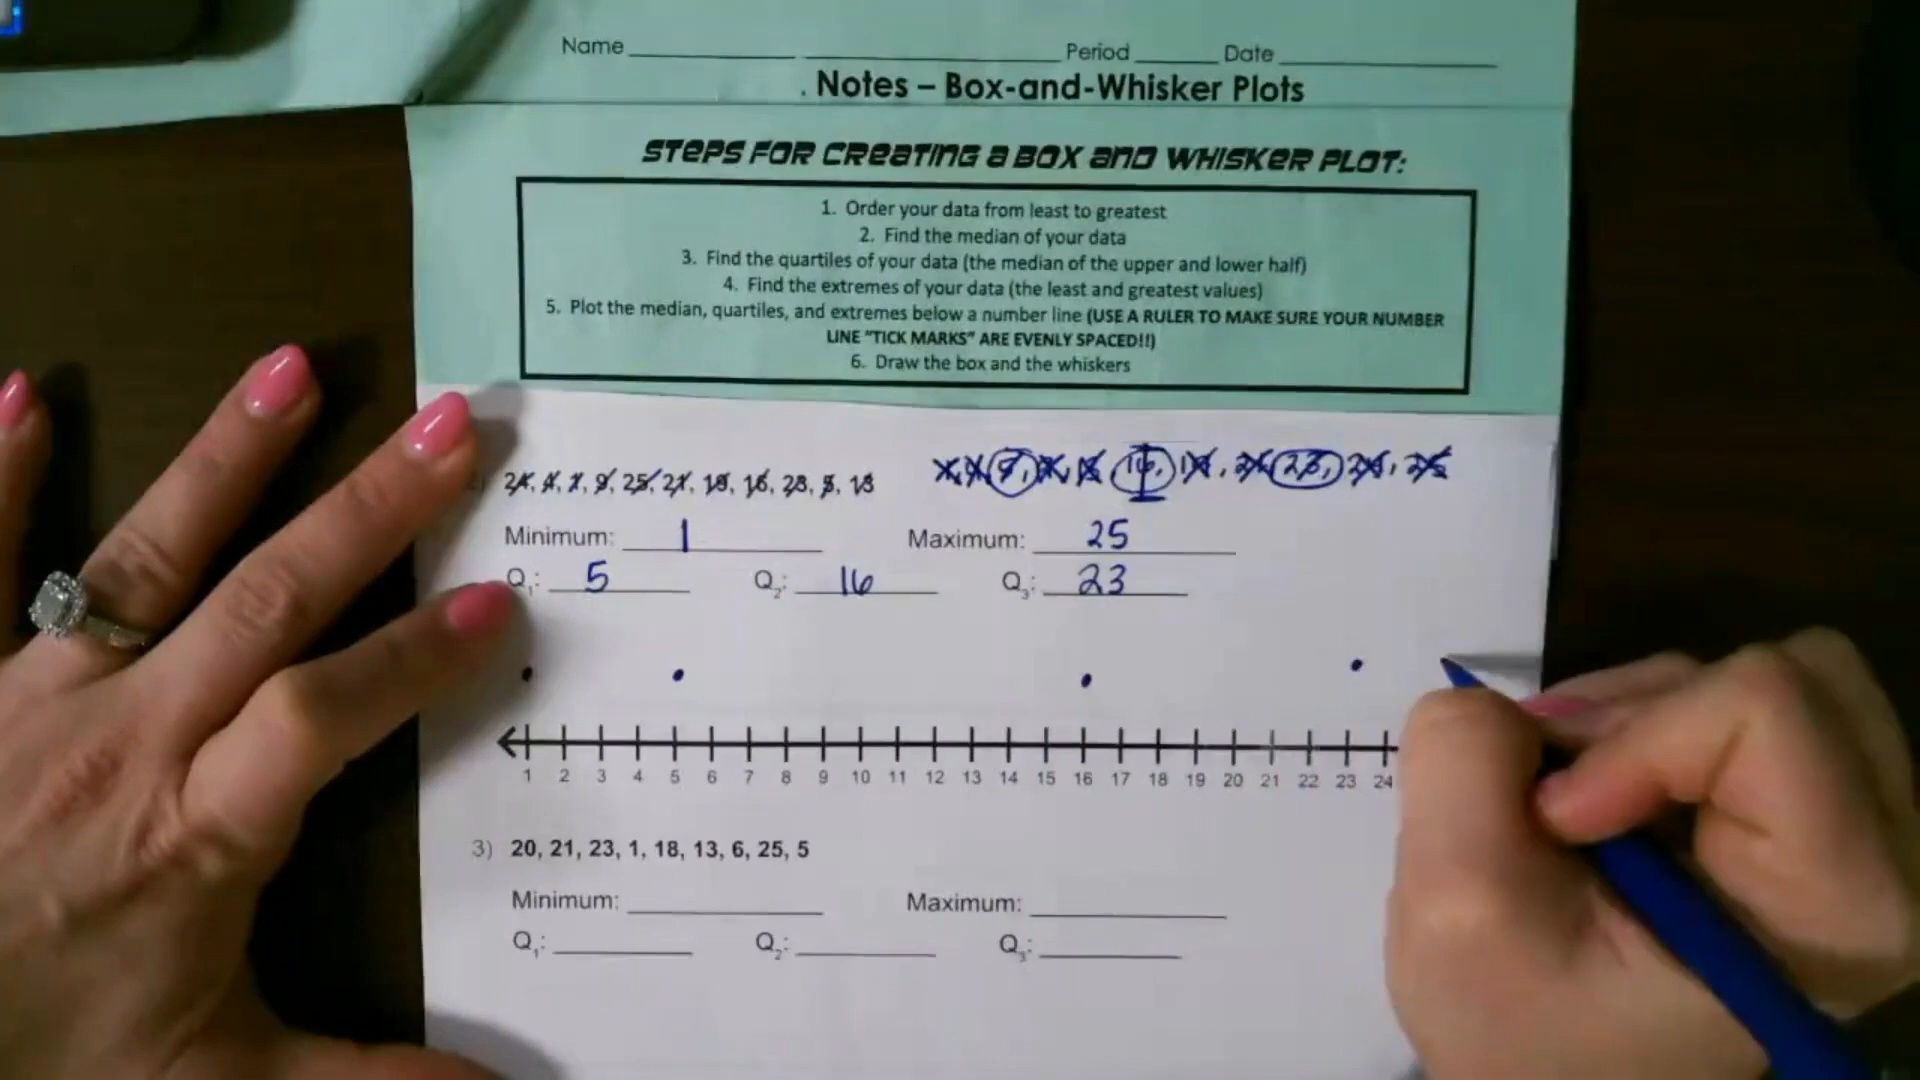 Name Period Date
Notes – Box-and-Whisker Plots
STEPS FOR CREATING A BOX AND WHISKER PLOT:
1. Order your data from least to greatest
2. Find the median of your data
3. Find the quartiles of your data (the median of the upper and lower half)
4. Find the extremes of your data (the least and greatest values)
5. Plot the median, quartiles, and extremes below a number line (USE A RULER TO MAKE SURE YOUR NUMBER
LINE "TICK MARKS" ARE EVENLY SPACED!!)
6. Draw the box and the whiskers
Minimum: 1 Maximum: 25
Q₁: 5 Q₂: 16 Q₃: 23
1 2 3 4 5 6 7 8 9 10 11 12 13 14 15 16 17 18 19 20 21 22 23 24
3) 20, 21, 23, 1, 18, 13, 6, 25, 5
Minimum: Maximum:
Q₁: Q₂: Q₃: